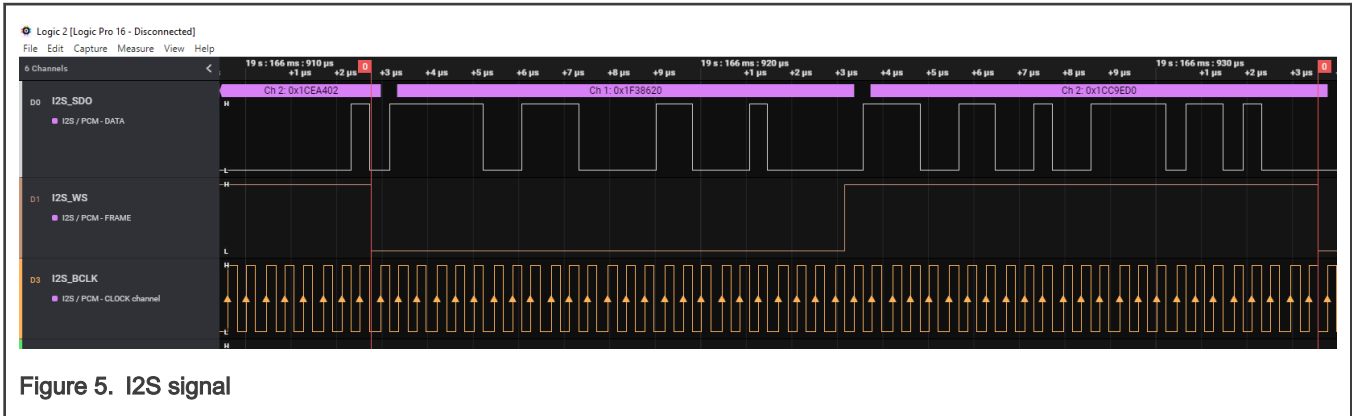 Logic 2 [Logic Pro 16 - Disconnected]
File Edit Capture Measure View Help
6 Channels
19 s : 166 ms : 910 µs 0 19 s : 166 ms : 920 µs 19 s : 166 ms : 930 µs 0
+1 µs +2 µs +3 µs +4 µs +5 µs +6 µs +7 µs +8 µs +9 µs +1 µs +2 µs +3 µs +4 µs +5 µs +6 µs +7 µs +8 µs +9 µs +1 µs +2 µs +3 µs
Ch 2: 0x1CEA402 Ch 1: 0x1F38620 Ch 2: 0x1CC9ED0
D0 I2S_SDO H
I2S / PCM - DATA
L
H
D1 I2S_WS
I2S / PCM - FRAME
L
H
D3 I2S_BCLK
I2S / PCM - CLOCK channel
L
H
Figure 5. I2S signal